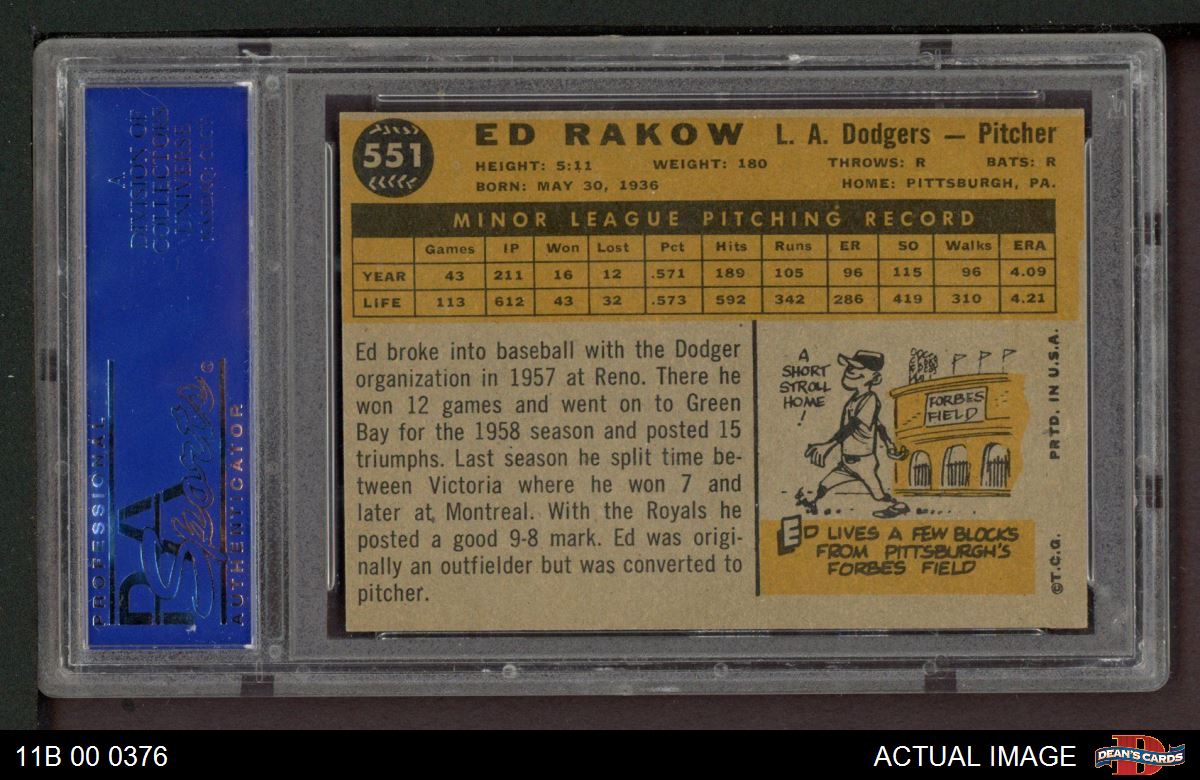 A
DIVISION OF
COLLECTORS
UNIVERSE
PROFESSIONAL
PSA
Sports
AUTHENTICATOR
551
ED RAKOW L. A. Dodgers — Pitcher
HEIGHT: 5:11 WEIGHT: 180 THROWS: R BATS: R
BORN: MAY 30, 1936 HOME: PITTSBURGH, PA.
MINOR LEAGUE PITCHING RECORD
Games IP Won Lost Pct Hits Runs ER SO Walks ERA
YEAR 43 211 16 12 .571 189 105 96 115 96 4.09
LIFE 113 612 43 32 .573 592 342 286 419 310 4.21
Ed broke into baseball with the Dodger
organization in 1957 at Reno. There he
won 12 games and went on to Green
Bay for the 1958 season and posted 15
triumphs. Last season he split time be-
tween Victoria where he won 7 and
later at Montreal. With the Royals he
posted a good 9-8 mark. Ed was origi-
nally an outfielder but was converted to
pitcher.
A
SHORT
STROLL
HOME
!
FORBES
FIELD
ED LIVES A FEW BLOCKS
FROM PITTSBURGH'S
FORBES FIELD
©T.C.G. PRTD. IN U.S.A.
11B 00 0376
ACTUAL IMAGE
DEAN'S CARDS